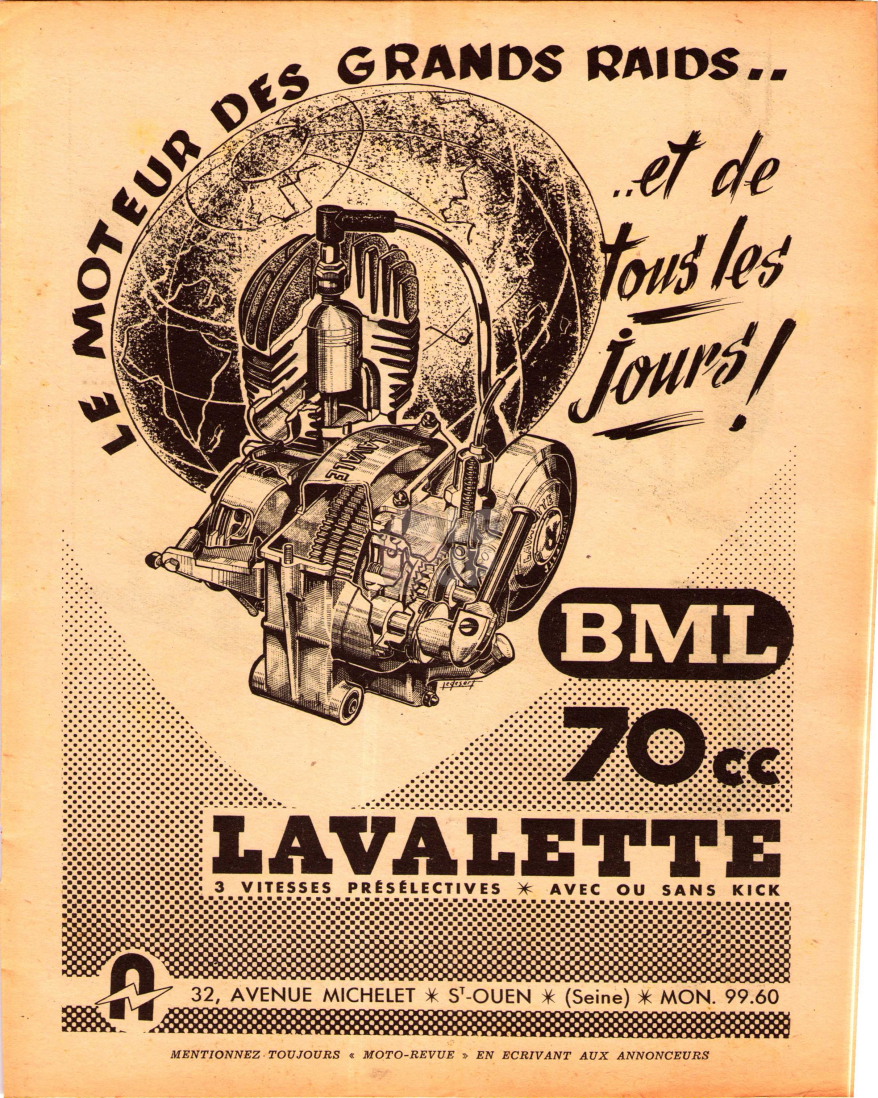 LE MOTEUR DES GRANDS RAIDS..
..et de
tous les
jours!
LAVALETTE
BML
70cc
LAVALETTE
3 VITESSES PRÉSÉLECTIVES ✶ AVEC OU SANS KICK
32, AVENUE MICHELET ✶ ST-OUEN ✶ (Seine) ✶ MON. 99.60
MENTIONNEZ TOUJOURS « MOTO-REVUE » EN ECRIVANT AUX ANNONCEURS